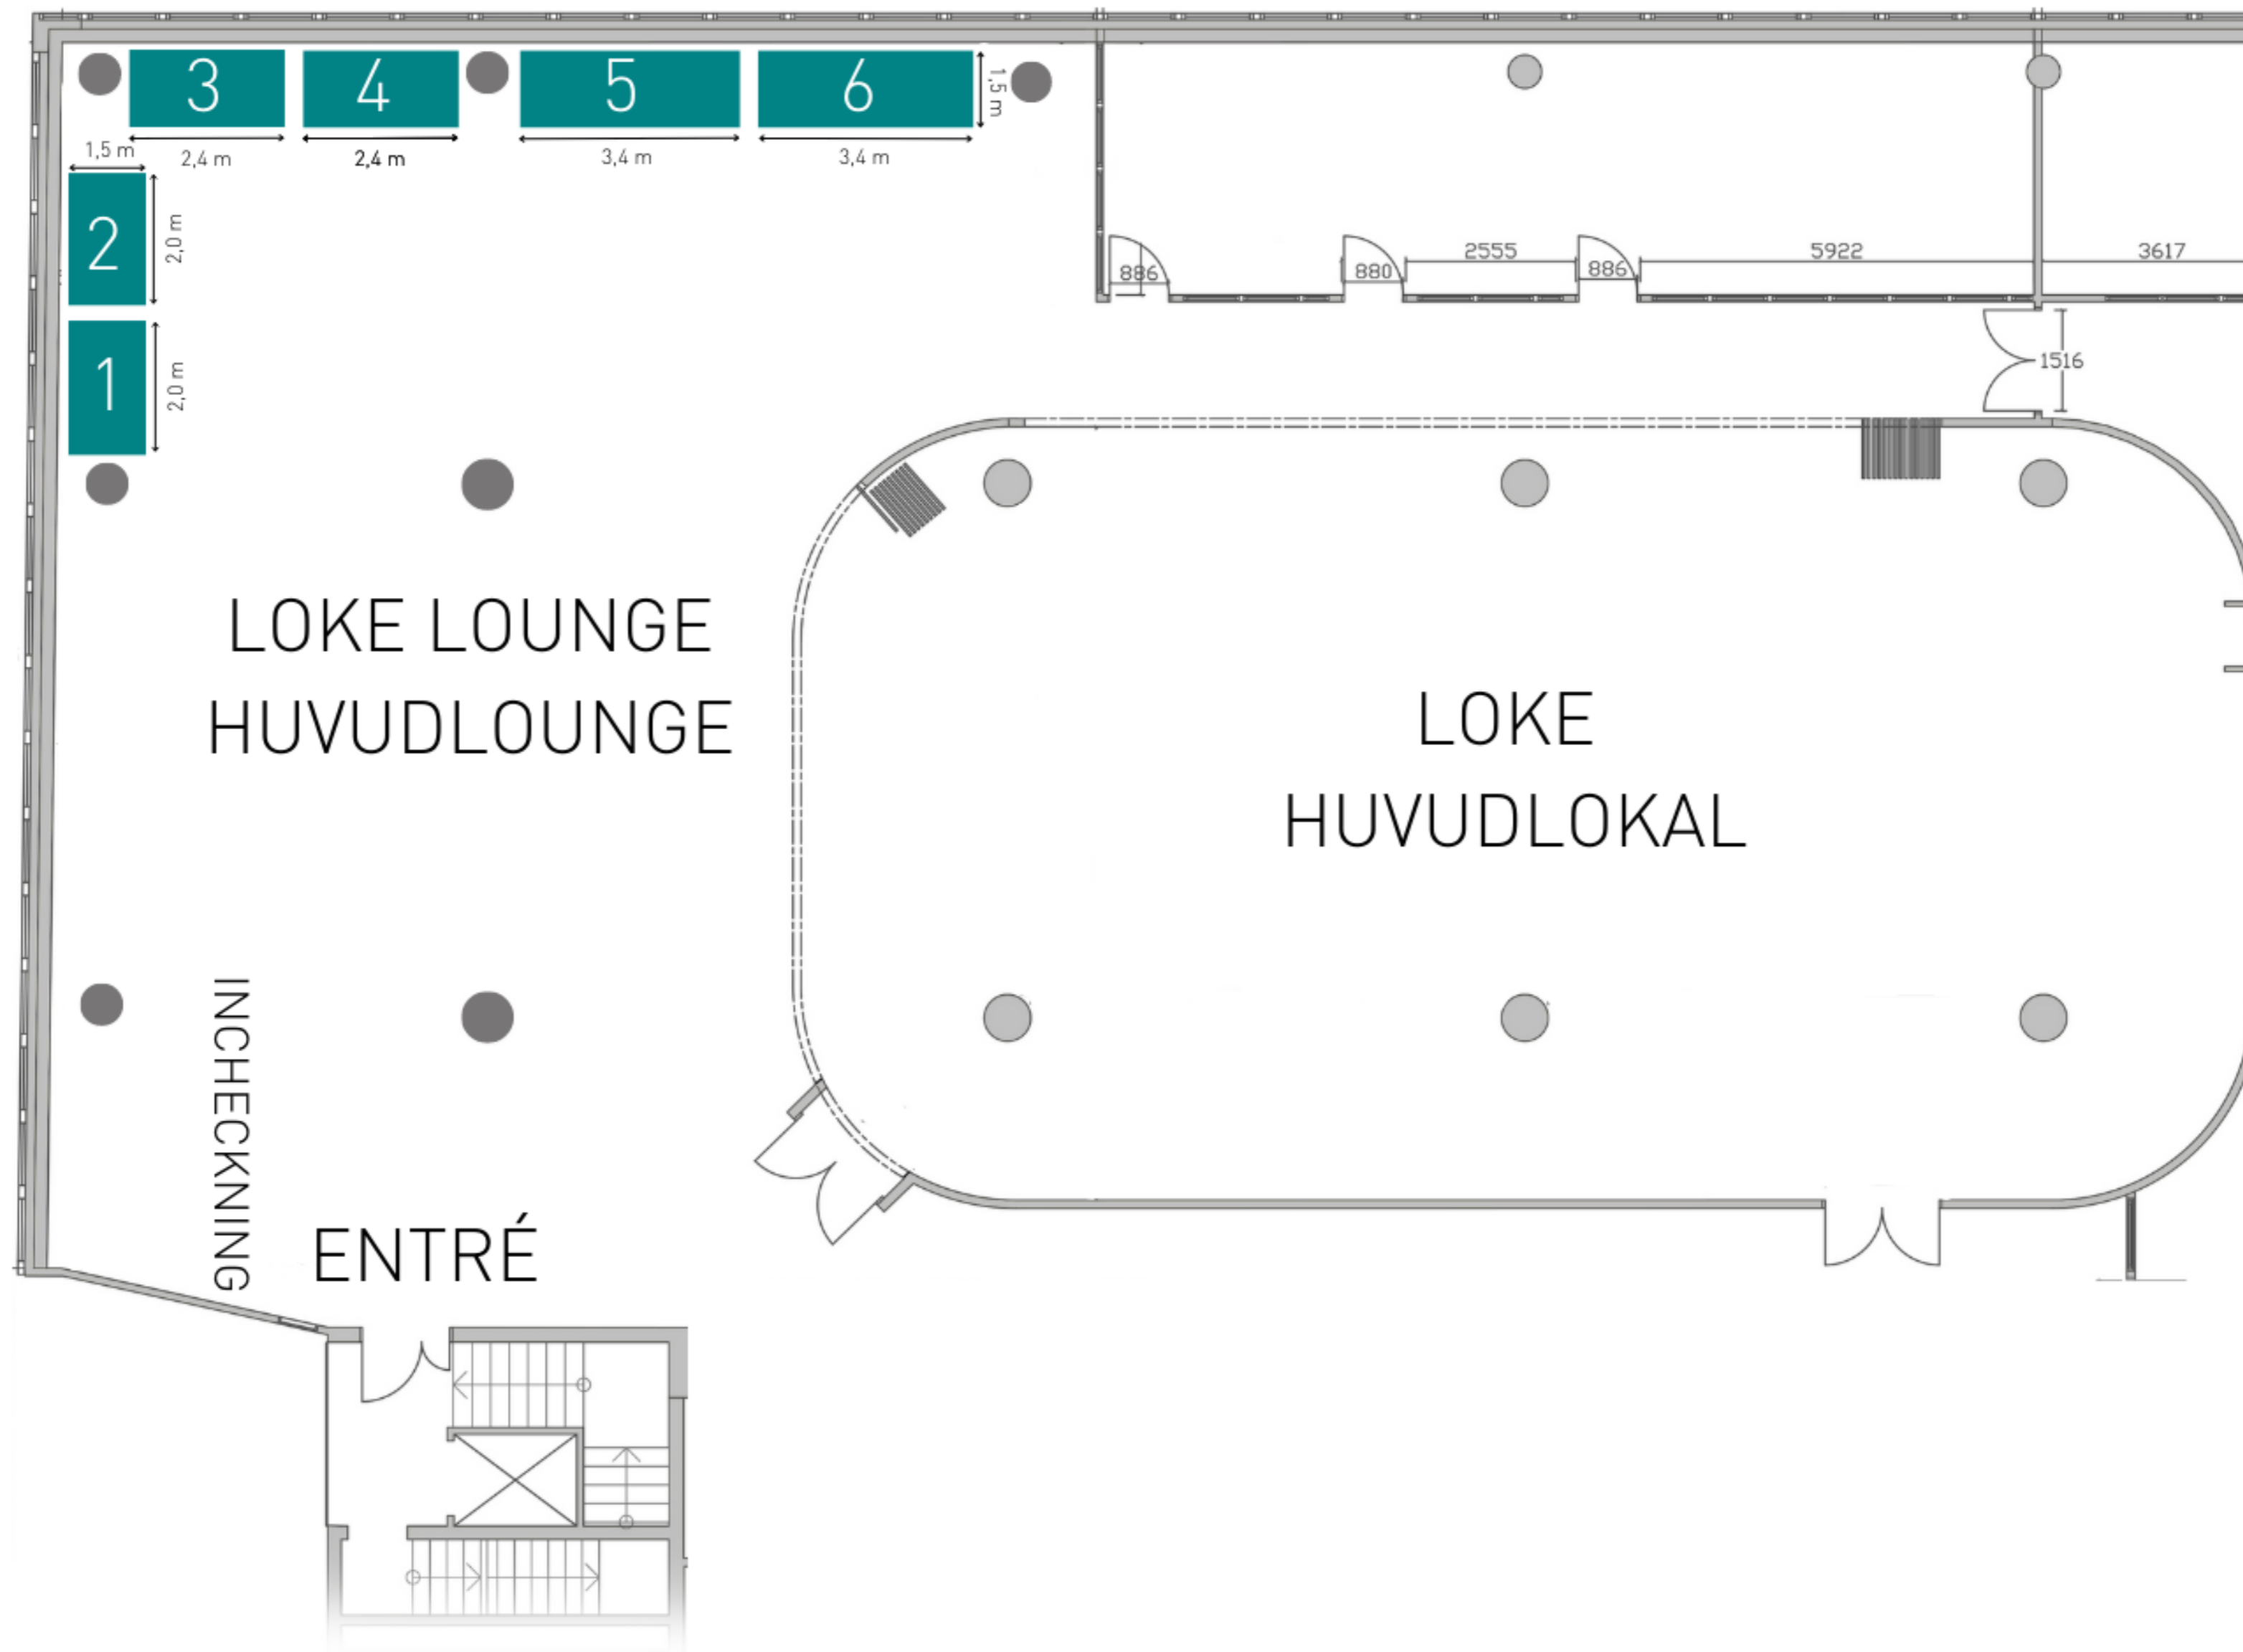 3
4
5
6
1,5 m
2,4 m
2,4 m
3,4 m
3,4 m
1,5 m
2
2,0 m
1
2,0 m
886
880
2555
886
5922
3617
1516
LOKE LOUNGE
HUVUDLOUNGE
LOKE
HUVUDLOKAL
INCHECKNING
ENTRÉ